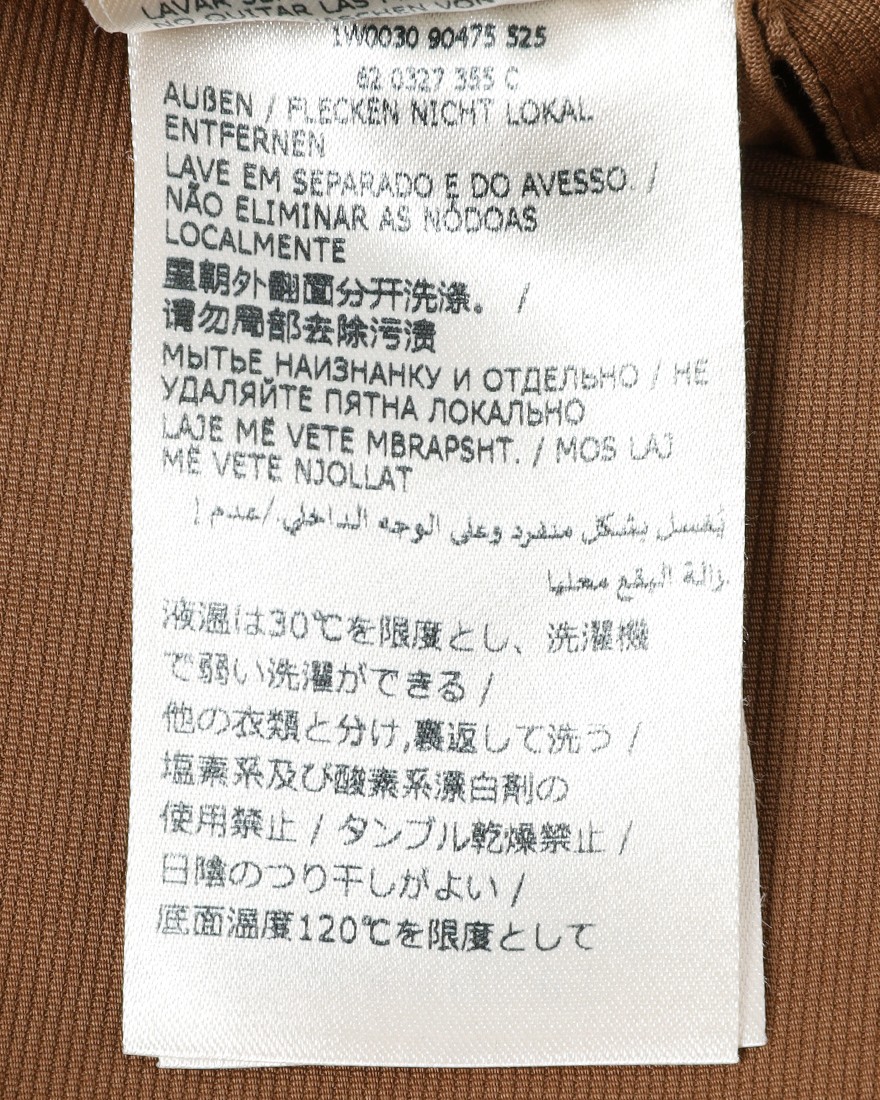 LAVAR SE
NO QUITAR LAS
1W0030 90475 525
62 0327 355 C
AUßEN / FLECKEN NICHT LOKAL
ENTFERNEN
LAVE EM SEPARADO E DO AVESSO. /
NÃO ELIMINAR AS NÓDOAS
LOCALMENTE
里朝外翻面分开洗涤。 /
请勿局部去除污渍
МЫТЬЕ НАИЗНАНКУ И ОТДЕЛЬНО / НЕ
УДАЛЯЙТЕ ПЯТНА ЛОКАЛЬНО
LAJE MË VETE MBRAPSHT. / MOS LAJ
MË VETE NJOLLAT
يُغسل بشكل منفرد وعلى الوجه الداخلي./عدم إ
زالة البقع محليا
液温は30℃を限度とし、洗濯機
で弱い洗濯ができる /
他の衣類と分け,裏返して洗う /
塩素系及び酸素系漂白剤の
使用禁止 / タンブル乾燥禁止 /
日陰のつり干しがよい /
底面温度120℃を限度として